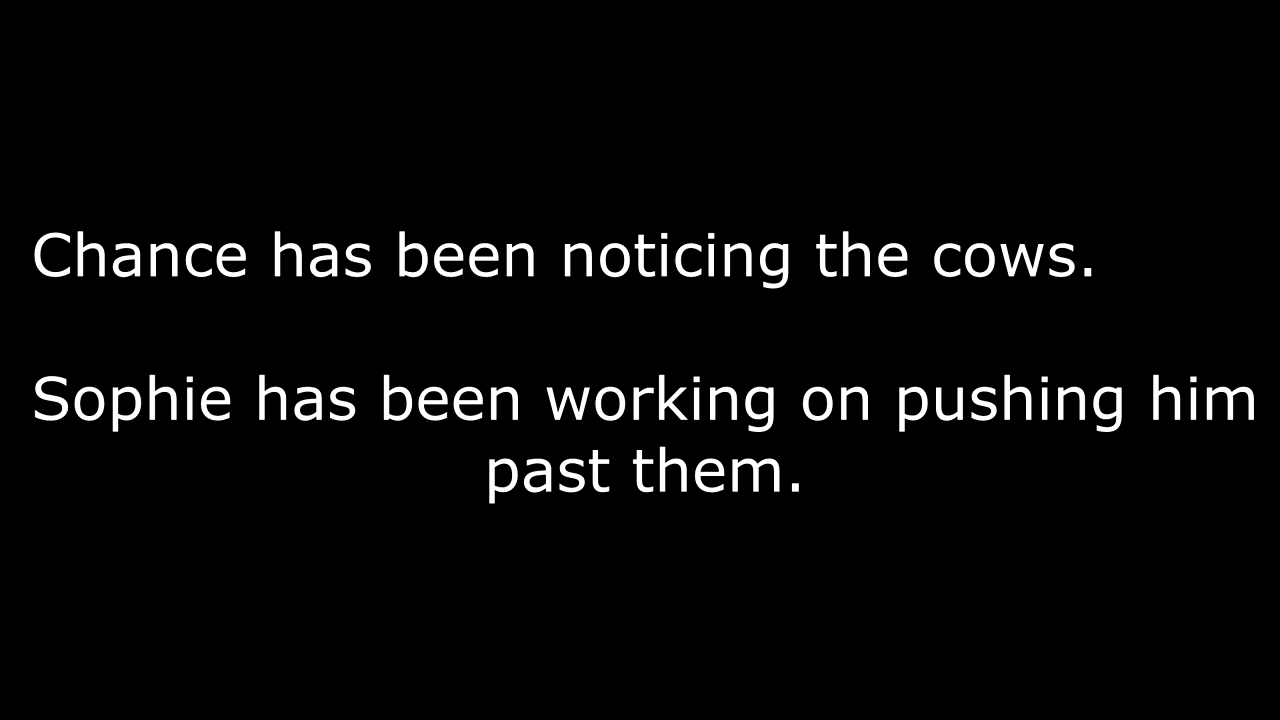 Chance has been noticing the cows.
Sophie has been working on pushing him
past them.